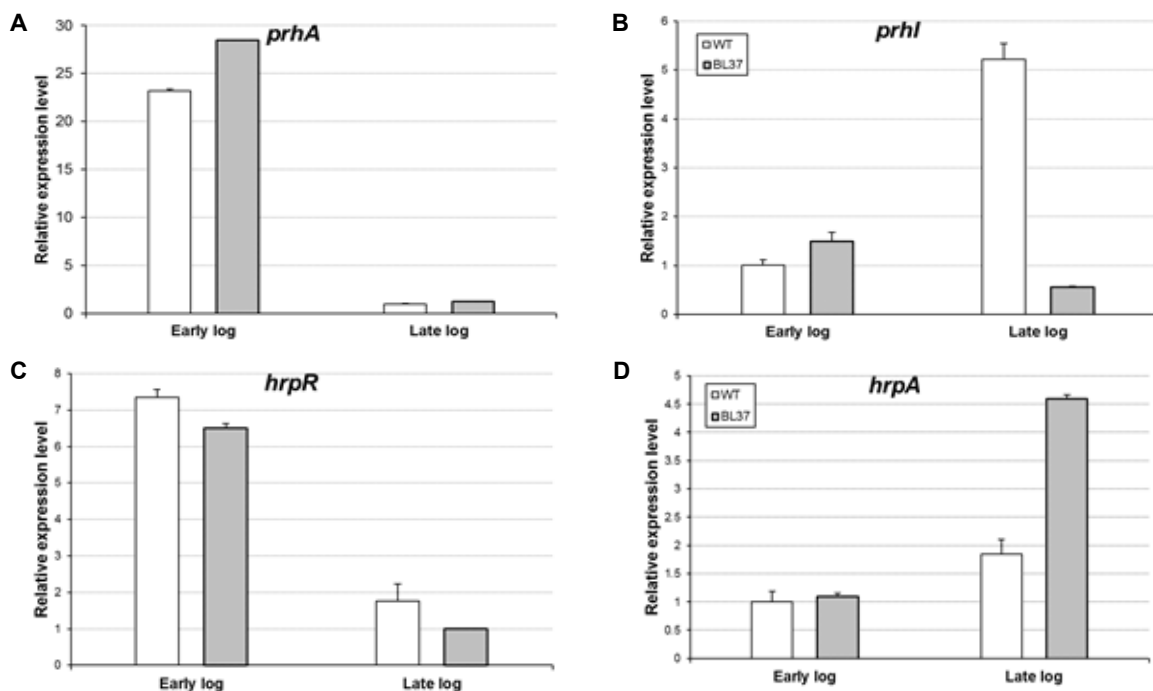 A
prhA
Relative expression level
30
25
20
15
10
5
0
Early log
Late log
B
prhI
WT
BL37
Relative expression level
6
5
4
3
2
1
0
Early log
Late log
C
hrpR
Relative expression level
8
7
6
5
4
3
2
1
0
Early log
Late log
D
hrpA
WT
BL37
Relative expression level
5
4.5
4
3.5
3
2.5
2
1.5
1
0.5
0
Early log
Late log